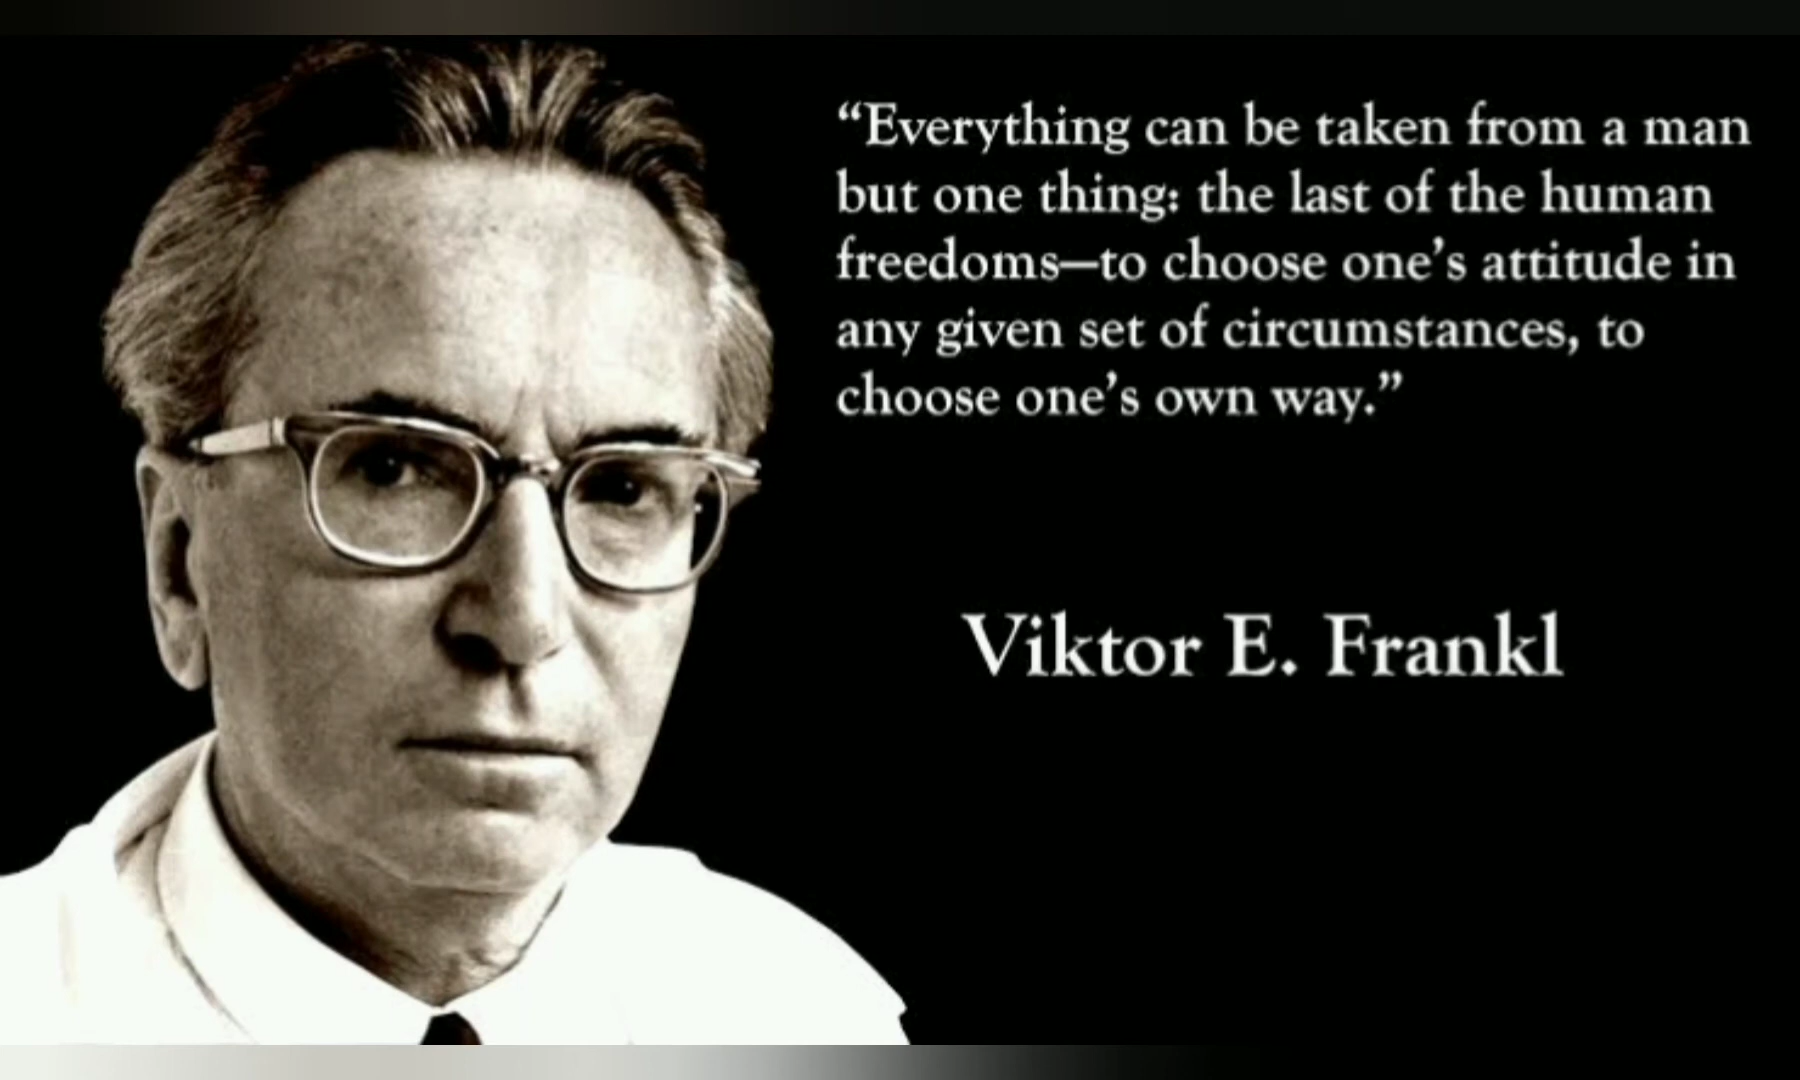 “Everything can be taken from a man
but one thing: the last of the human
freedoms—to choose one’s attitude in
any given set of circumstances, to
choose one’s own way.”
Viktor E. Frankl